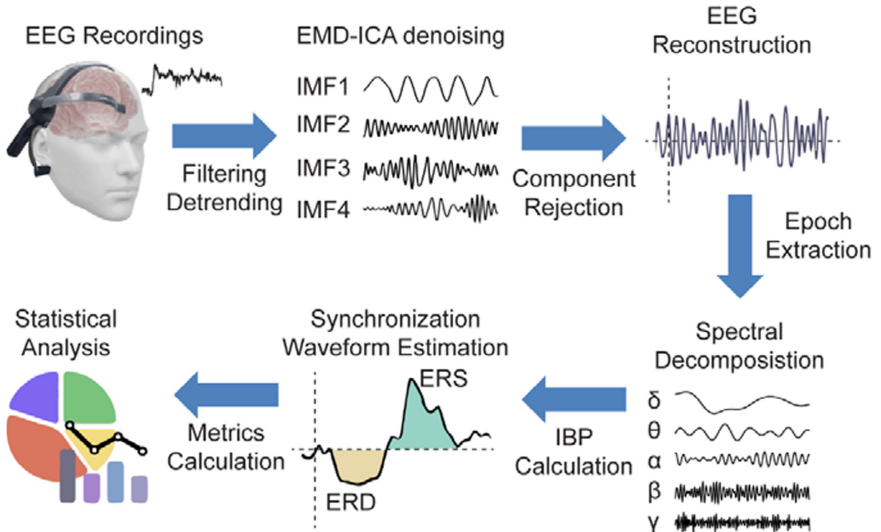 EEG Recordings
Filtering
Detrending
EMD-ICA denoising
IMF1
IMF2
IMF3
IMF4
Component
Rejection
EEG
Reconstruction
Epoch
Extraction
Spectral
Decomposistion
δ
θ
α
β
γ
IBP
Calculation
Synchronization
Waveform Estimation
ERS
ERD
Metrics
Calculation
Statistical
Analysis